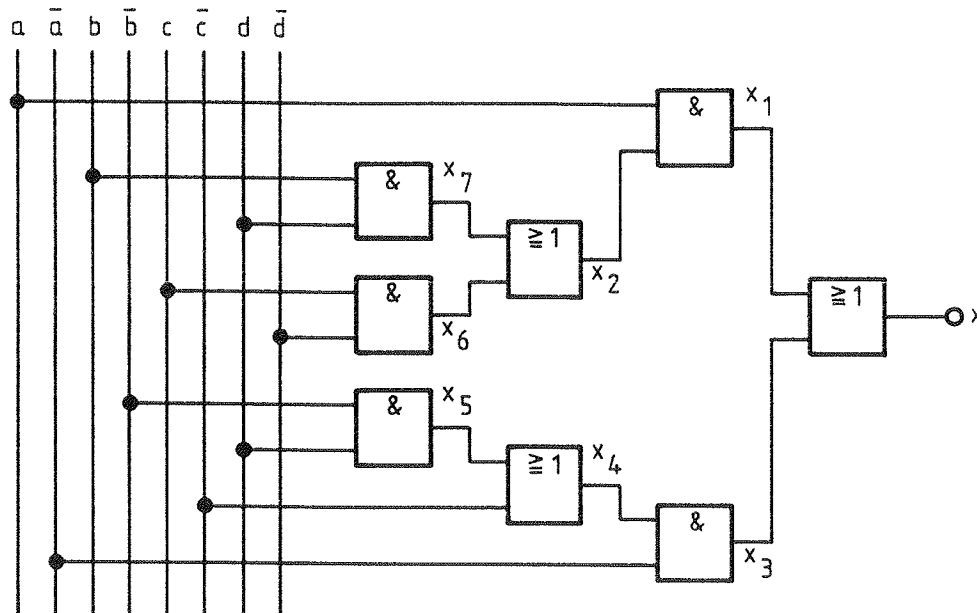 a a̅ b b̅ c c̅ d d̅
& x₁
& x₇
≧1
x₂
≧1 x
& x₆
& x₅
≧1 x₄
& x₃